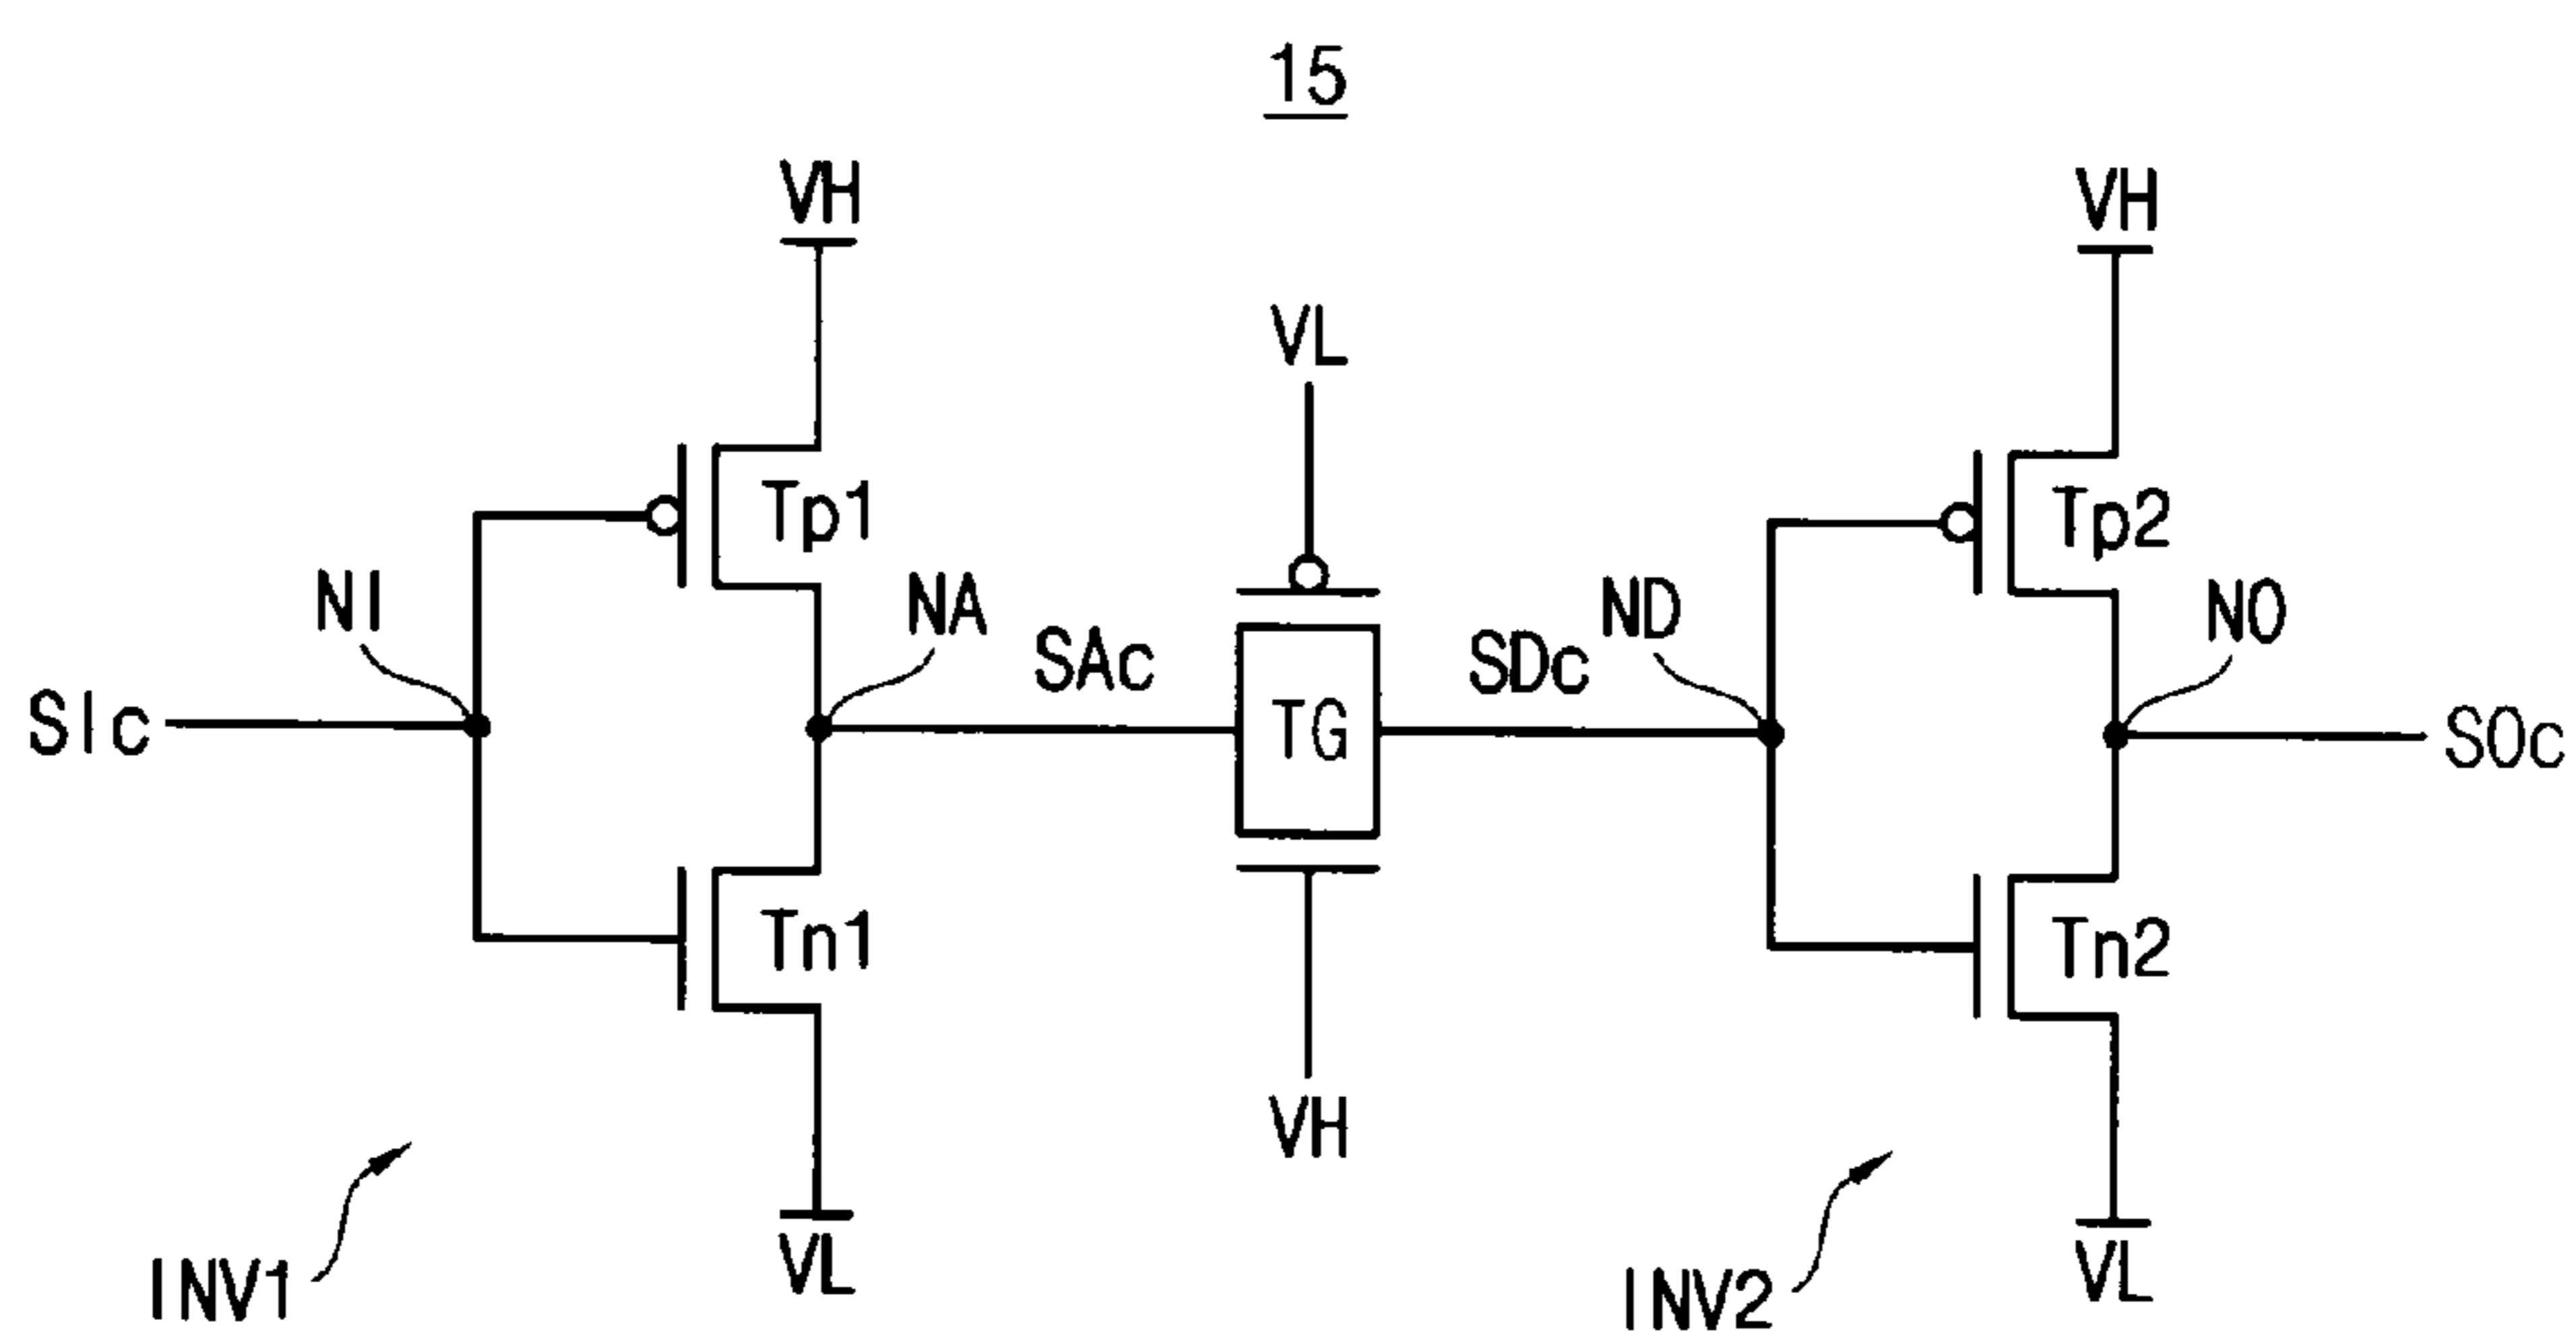 15
VH
VH
VL
Tp1
Tp2
NI
NA
SAc
SDc
ND
NO
SIc
TG
SOc
Tn1
Tn2
VH
INV1
VL
INV2
VL